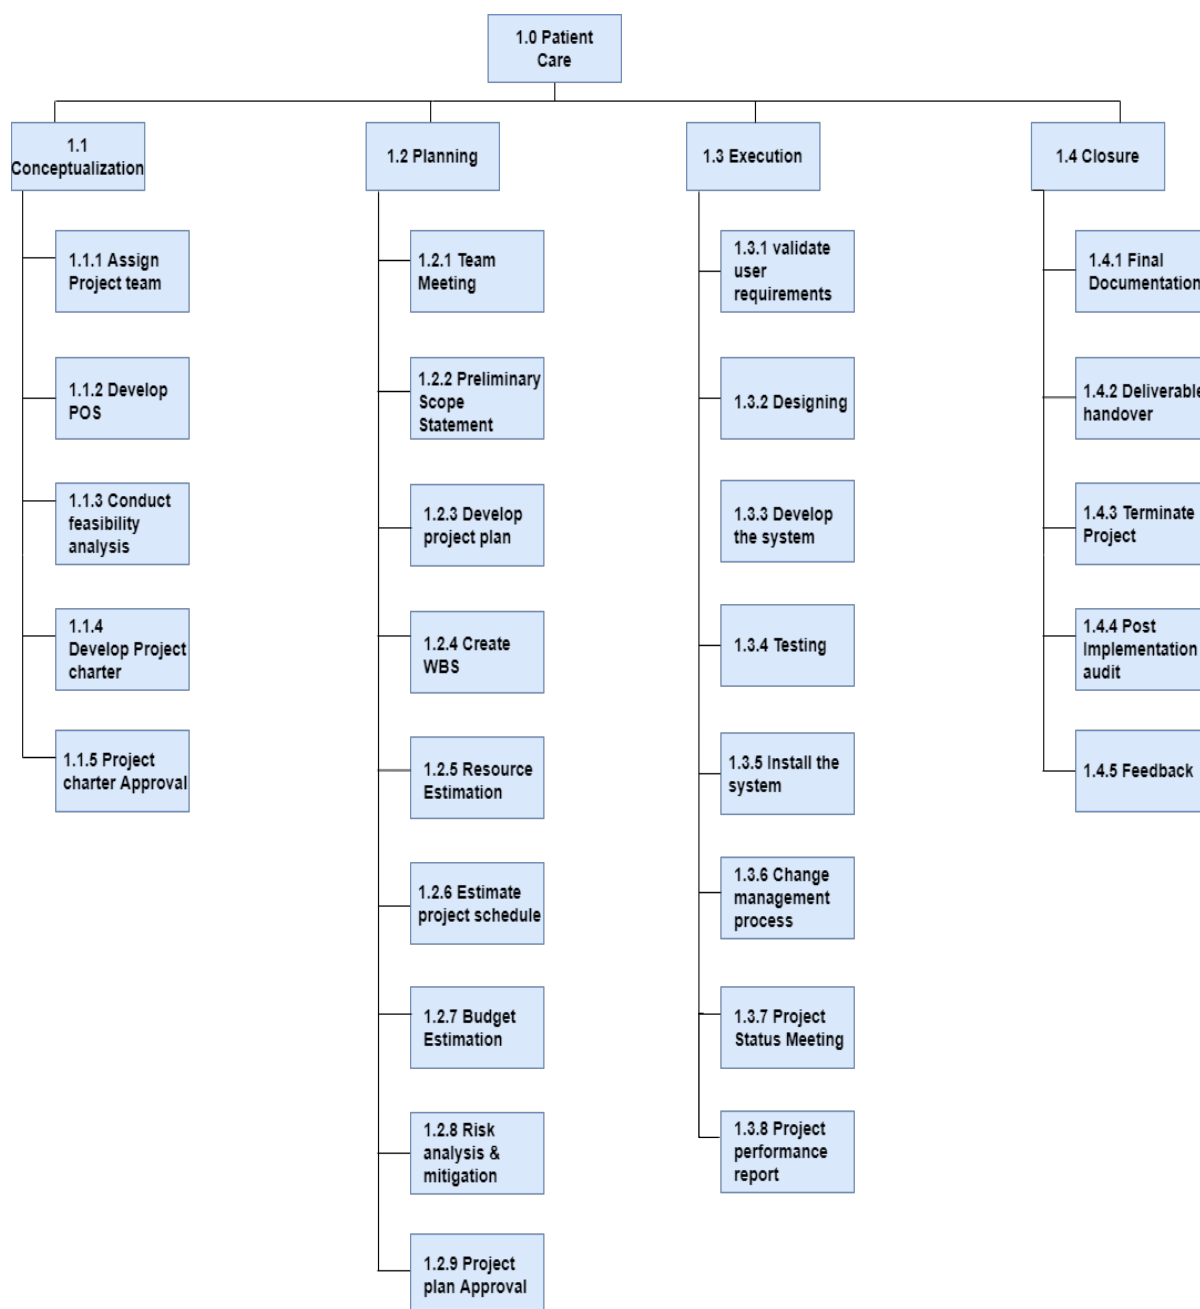 1.0 Patient
Care
1.1
Conceptualization
1.1.1 Assign
Project team
1.1.2 Develop
POS
1.1.3 Conduct
feasibility
analysis
1.1.4
Develop Project
charter
1.1.5 Project
charter Approval
1.2 Planning
1.2.1 Team
Meeting
1.2.2 Preliminary
Scope
Statement
1.2.3 Develop
project plan
1.2.4 Create
WBS
1.2.5 Resource
Estimation
1.2.6 Estimate
project schedule
1.2.7 Budget
Estimation
1.2.8 Risk
analysis &
mitigation
1.2.9 Project
plan Approval
1.3 Execution
1.3.1 validate
user
requirements
1.3.2 Designing
1.3.3 Develop
the system
1.3.4 Testing
1.3.5 Install the
system
1.3.6 Change
management
process
1.3.7 Project
Status Meeting
1.3.8 Project
performance
report
1.4 Closure
1.4.1 Final
Documentation
1.4.2 Deliverable
handover
1.4.3 Terminate
Project
1.4.4 Post
Implementation
audit
1.4.5 Feedback